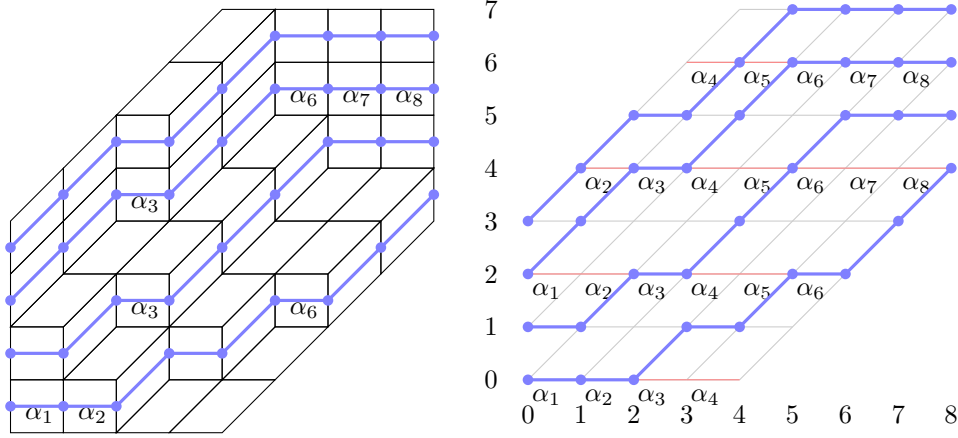 7
6
α₄ α₅ α₆ α₇ α₈
α₆ α₇ α₈
5
4
α₂ α₃ α₄ α₅ α₆ α₇ α₈
α₃
3
2
α₁ α₂ α₃ α₄ α₅ α₆
α₃ α₆
1
0
α₁ α₂ α₃ α₄
α₁ α₂
0 1 2 3 4 5 6 7 8